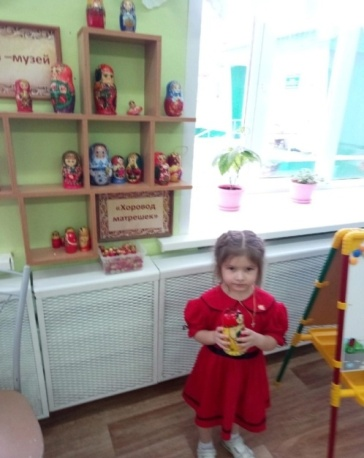 –музей
«Хоровод
матрешек»